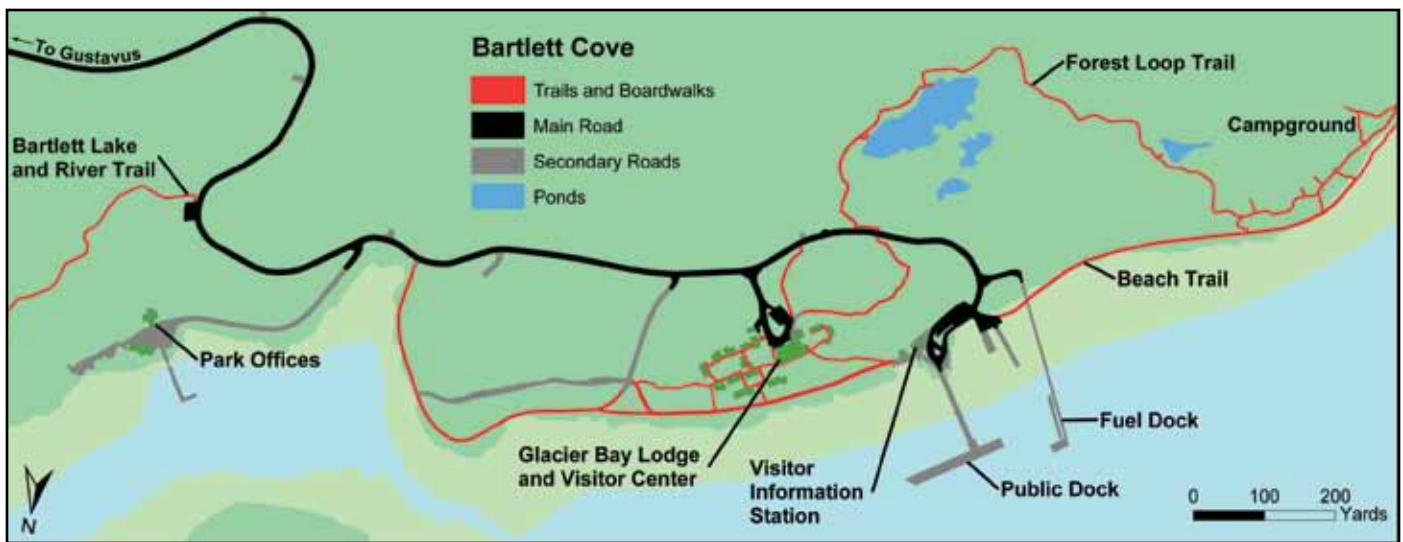 To Gustavus
Bartlett Cove
Trails and Boardwalks
Main Road
Secondary Roads
Ponds
Forest Loop Trail
Campground
Bartlett Lake
and River Trail
Beach Trail
Park Offices
Glacier Bay Lodge
and Visitor Center
Visitor
Information
Station
Fuel Dock
Public Dock
0 100 200
Yards
N